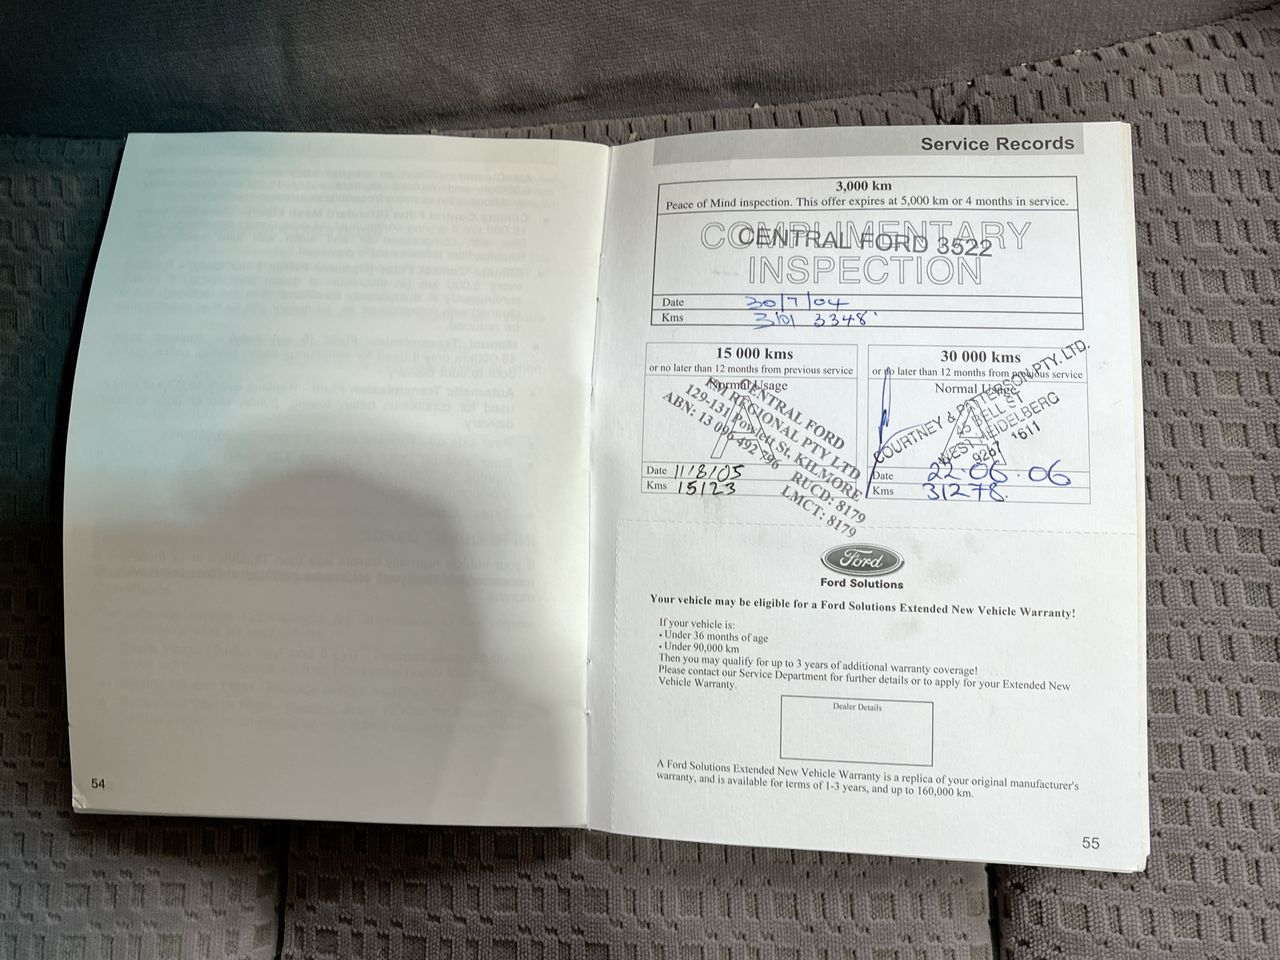 Service Records
3,000 km
Peace of Mind inspection. This offer expires at 5,000 km or 4 months in service.
COMPLIMENTARY
CENTRAL FORD 3522
INSPECTION
Date 30/7/04
Kms 3348
15 000 kms
or no later than 12 months from previous service
Normal Usage
CENTRAL FORD
REGIONAL PTY LTD
129-131 Powlett St, KILMORE
ABN: 13 096 492 796 RUCD: 8179
LMCT: 8179
Date 11/8/05
Kms 15123
30 000 kms
or no later than 12 months from previous service
Normal Usage
COURTNEY & PATTERSON PTY. LTD.
BELL ST
WEST HEIDELBERG
9267 1611
Date 22.06.06
Kms 31278.
Ford
Ford Solutions
Your vehicle may be eligible for a Ford Solutions Extended New Vehicle Warranty!
If your vehicle is:
• Under 36 months of age
• Under 90,000 km
Then you may qualify for up to 3 years of additional warranty coverage!
Please contact our Service Department for further details or to apply for your Extended New
Vehicle Warranty.
Dealer Details
A Ford Solutions Extended New Vehicle Warranty is a replica of your original manufacturer's
warranty, and is available for terms of 1-3 years, and up to 160,000 km.
54
55